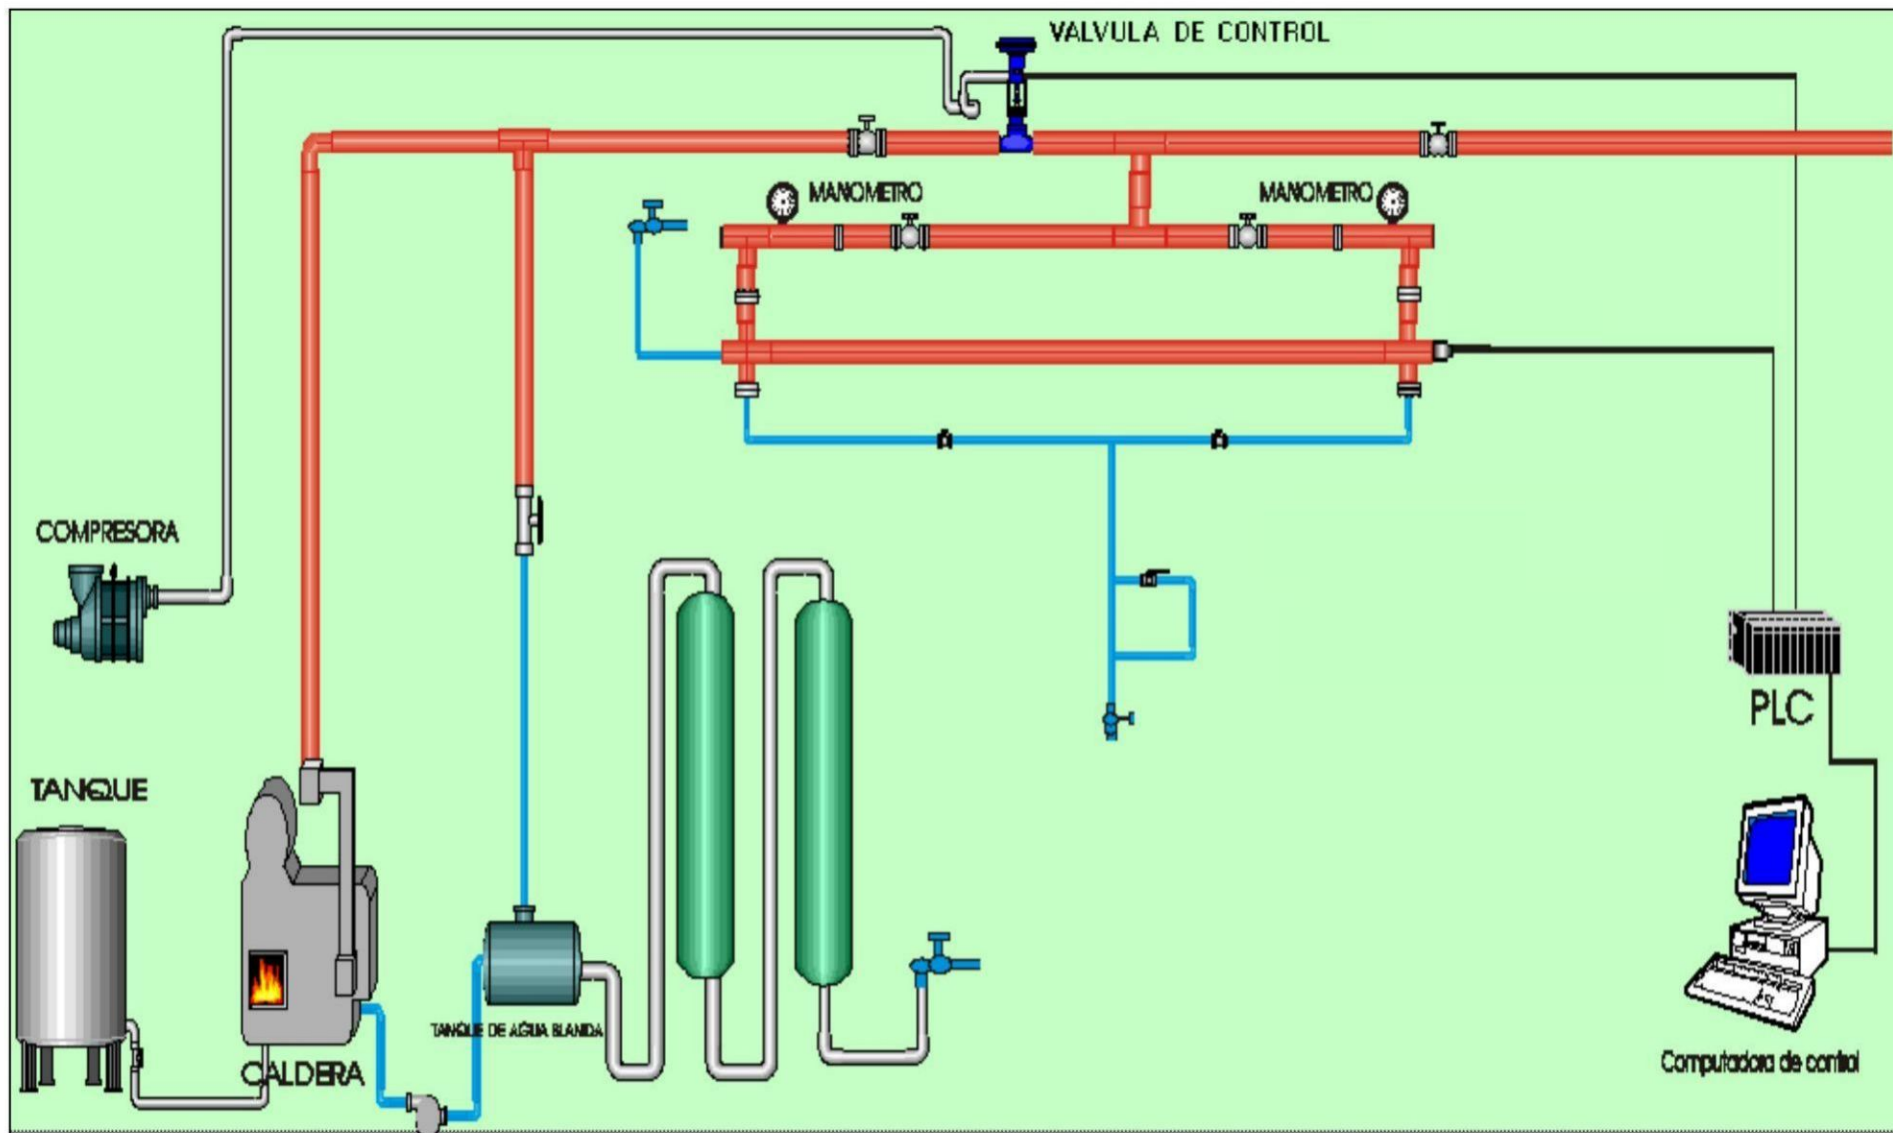 VALVULA DE CONTROL
MANOMETRO
MANOMETRO
COMPRESORA
PLC
TANQUE
TANQUE DE AGUA BLANDA
CALDERA
Computadora de control